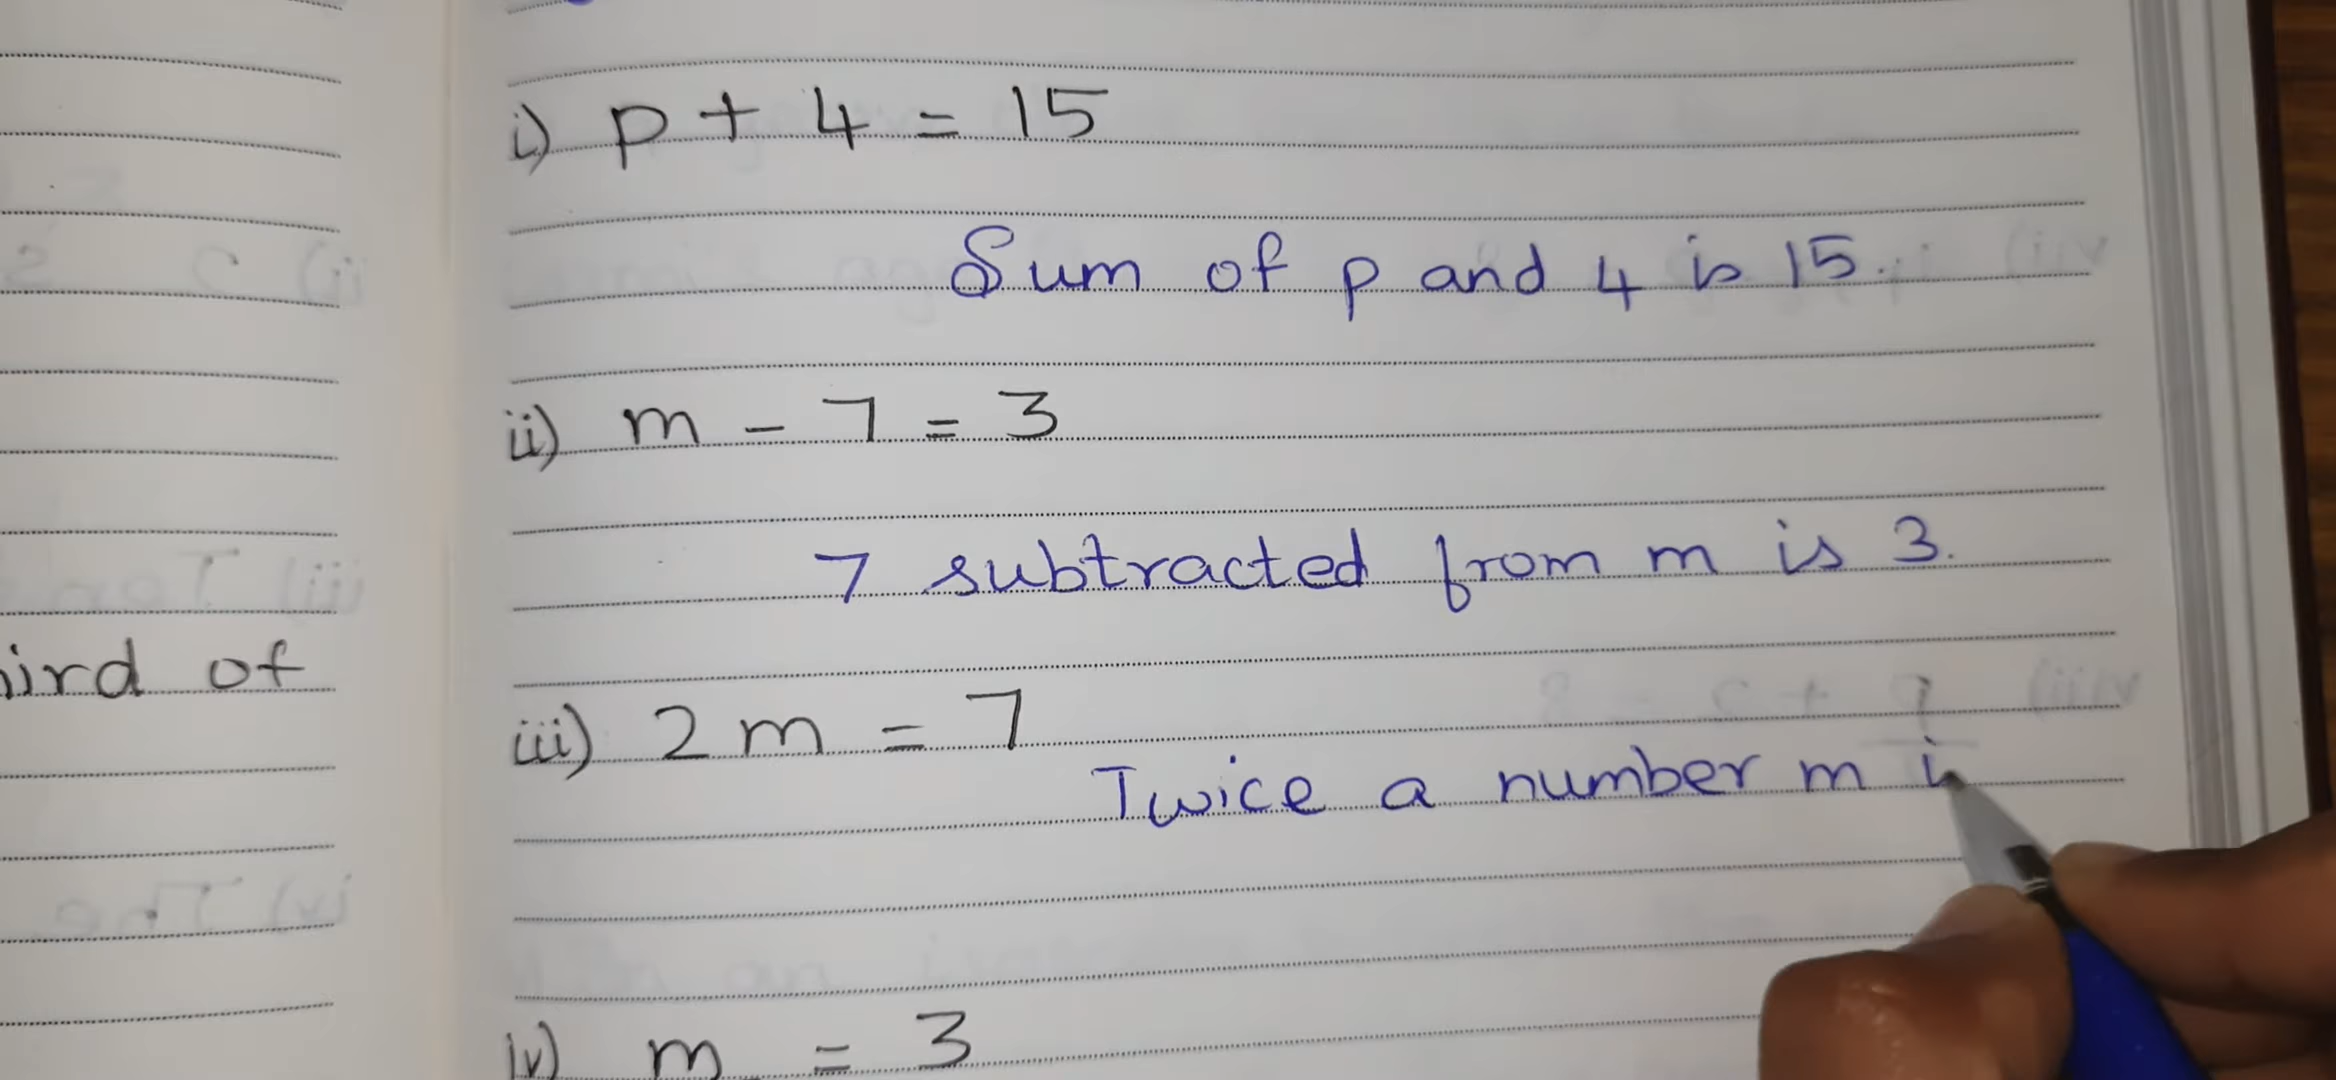 i) p + 4 = 15
Sum of p and 4 is 15.
ii) m - 7 = 3
7 subtracted from m is 3.
ird of
iii) 2m = 7
Twice a number m i
iv) m = 3